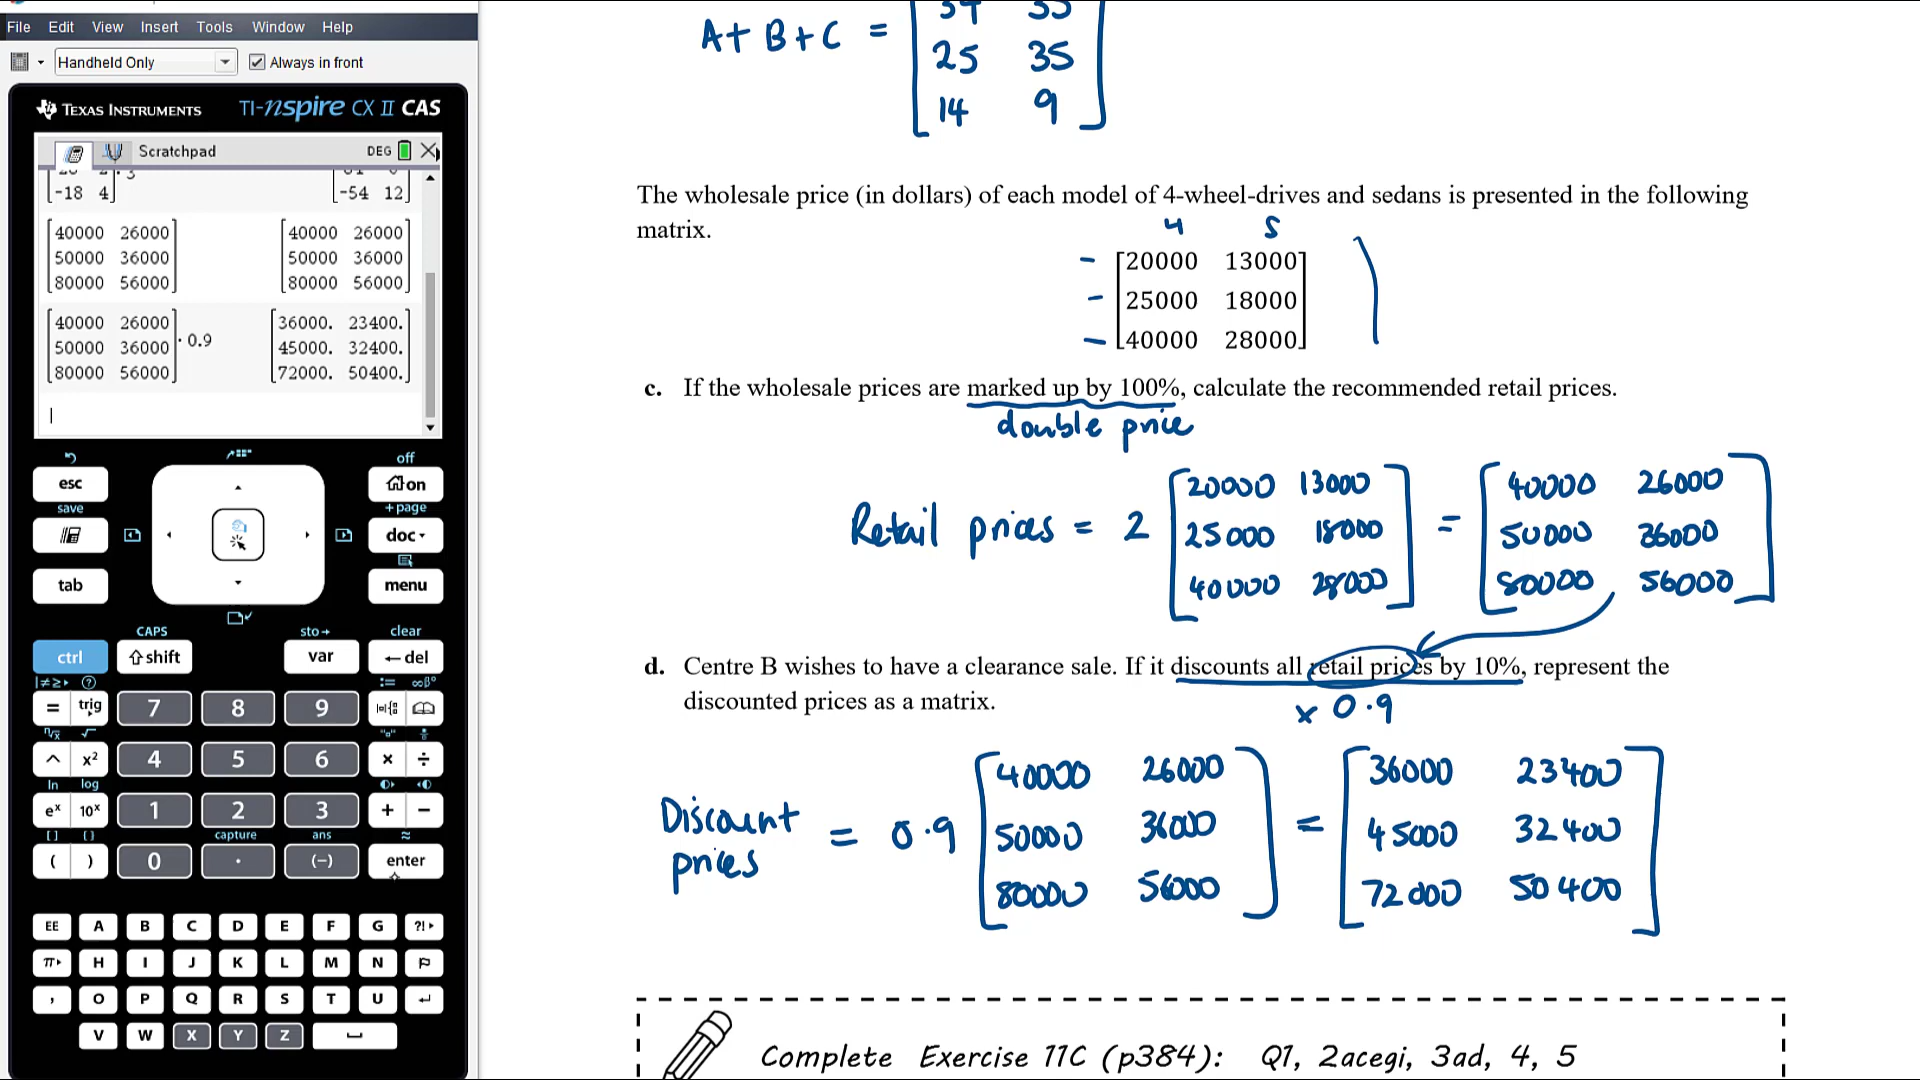 File Edit View Insert Tools Window Help
Handheld Only Always in front
TEXAS INSTRUMENTS TI-nspire CX II CAS
Scratchpad DEG
-18 4 -54 12
40000 26000 40000 26000
50000 36000 50000 36000
80000 56000 80000 56000
40000 26000 36000. 23400.
50000 36000 · 0.9 45000. 32400.
80000 56000 72000. 50400.
off
esc on
save +page
doc
tab menu
CAPS sto→ clear
ctrl shift var ←del
= trig 7 8 9
^ x² 4 5 6 × ÷
ln log
eˣ 10ˣ 1 2 3 + −
[ ] { } capture ans ≈
( ) 0 . (−) enter
EE A B C D E F G ?!▸
π▸ H I J K L M N
, O P Q R S T U ↵
V W X Y Z
A + B + C =
25 35
14 9
The wholesale price (in dollars) of each model of 4-wheel-drives and sedans is presented in the following
matrix.
4 S
20000 13000
25000 18000
40000 28000
c. If the wholesale prices are marked up by 100%, calculate the recommended retail prices.
double price
Retail prices = 2 [20000 13000] = [40000 26000]
25000 18000 50000 36000
40000 28000 80000 56000
d. Centre B wishes to have a clearance sale. If it discounts all retail prices by 10%, represent the
discounted prices as a matrix.
× 0.9
Discount prices = 0.9 [40000 26000] = [36000 23400]
50000 36000 45000 32400
80000 56000 72000 50400
Complete Exercise 11C (p384): Q1, 2acegi, 3ad, 4, 5